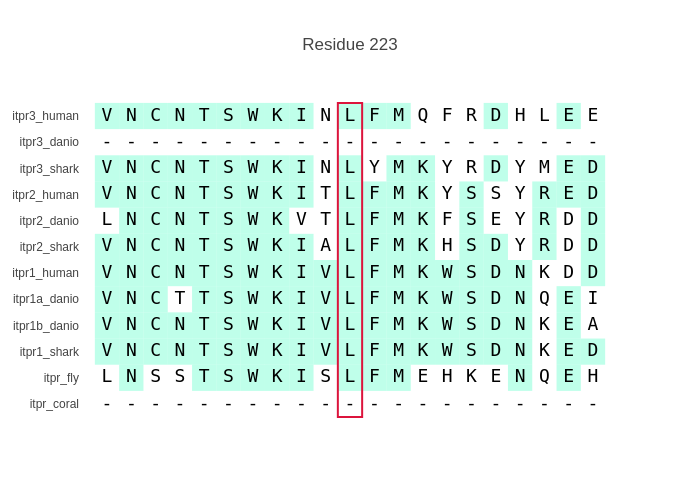 Residue 223
itpr3_human V N C N T S W K I N L F M Q F R D H L E E
itpr3_danio - - - - - - - - - - - - - - - - - - - - -
itpr3_shark V N C N T S W K I N L Y M K Y R D Y M E D
itpr2_human V N C N T S W K I T L F M K Y S S Y R E D
itpr2_danio L N C N T S W K V T L F M K F S E Y R D D
itpr2_shark V N C N T S W K I A L F M K H S D Y R D D
itpr1_human V N C N T S W K I V L F M K W S D N K D D
itpr1a_danio V N C T T S W K I V L F M K W S D N Q E I
itpr1b_danio V N C N T S W K I V L F M K W S D N K E A
itpr1_shark V N C N T S W K I V L F M K W S D N K E D
itpr_fly L N S S T S W K I S L F M E H K E N Q E H
itpr_coral - - - - - - - - - - - - - - - - - - - - -